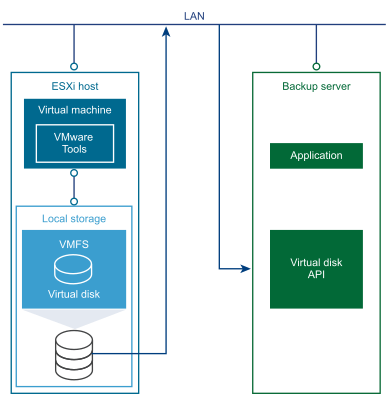 LAN
ESXi host
Virtual machine
VMware
Tools
Local storage
VMFS
Virtual disk
Backup server
Application
Virtual disk
API